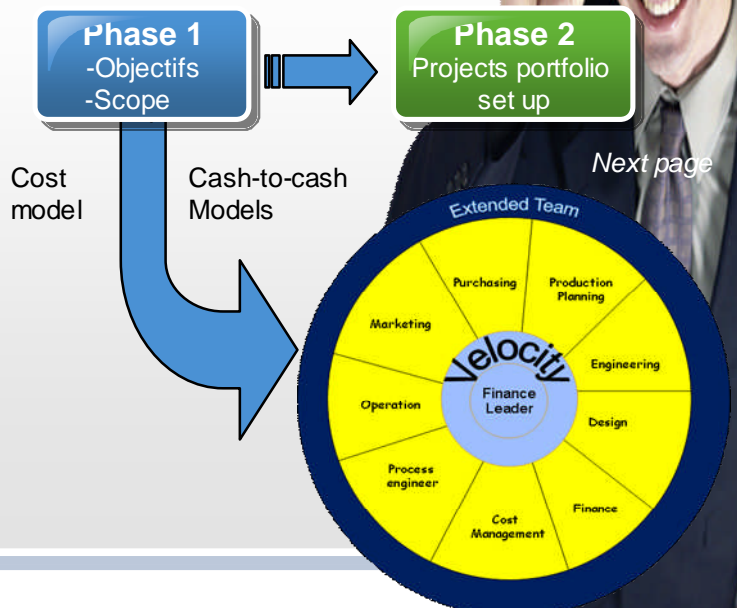 Phase 1
-Objectifs
-Scope
Phase 2
Projects portfolio
set up
Next page
Cost
model
Cash-to-cash
Models
Extended Team
Purchasing
Production
Planning
Marketing
Engineering
Velocity
Finance
Leader
Operation
Design
Process
engineer
Finance
Cost
Management